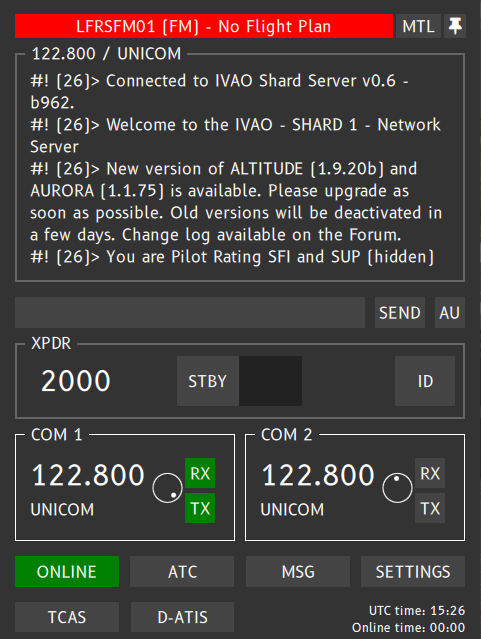 LFRSFM01 (FM) - No Flight Plan MTL
122.800 / UNICOM
#! [26]> Connected to IVAO Shard Server v0.6 -
b962.
#! [26]> Welcome to the IVAO - SHARD 1 - Network
Server
#! [26]> New version of ALTITUDE (1.9.20b) and
AURORA (1.1.75) is available. Please upgrade as
soon as possible. Old versions will be deactivated in
a few days. Change log available on the Forum.
#! [26]> You are Pilot Rating SFI and SUP (hidden)
SEND AU
XPDR
2000 STBY ID
COM 1 COM 2
122.800 RX 122.800 RX
UNICOM TX UNICOM TX
ONLINE ATC MSG SETTINGS
TCAS D-ATIS
UTC time: 15:26
Online time: 00:00